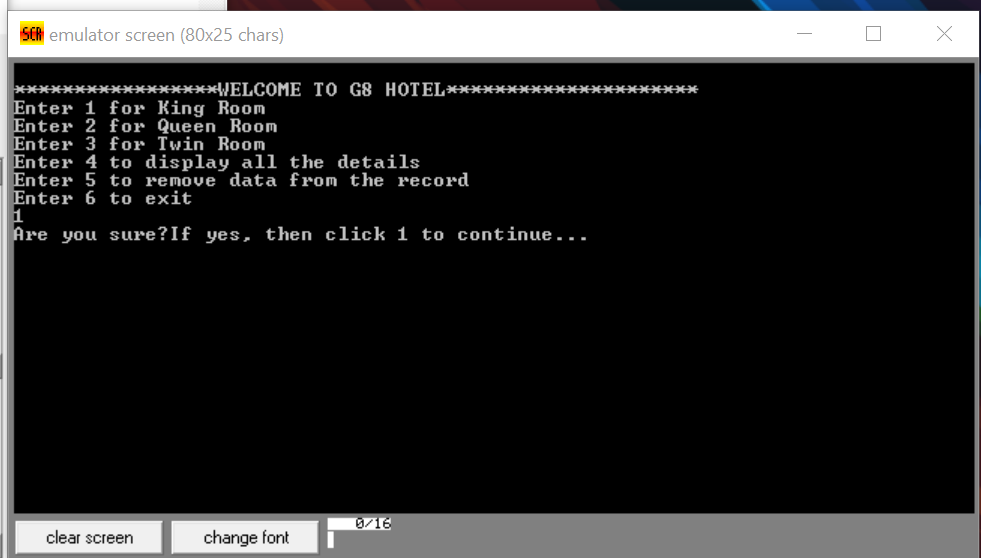 SCR emulator screen (80x25 chars)
*****************WELCOME TO G8 HOTEL*********************
Enter 1 for King Room
Enter 2 for Queen Room
Enter 3 for Twin Room
Enter 4 to display all the details
Enter 5 to remove data from the record
Enter 6 to exit
1
Are you sure?If yes, then click 1 to continue...
clear screen change font 0/16